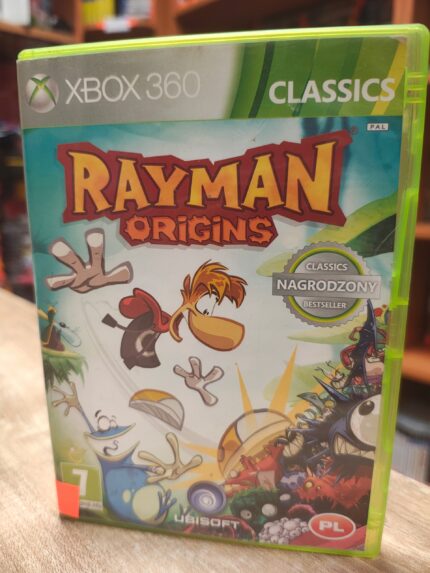 XBOX 360
CLASSICS
PAL
RAYMAN
ORIGINS
CLASSICS
NAGRODZONY
BESTSELLER
7
UBISOFT
PL